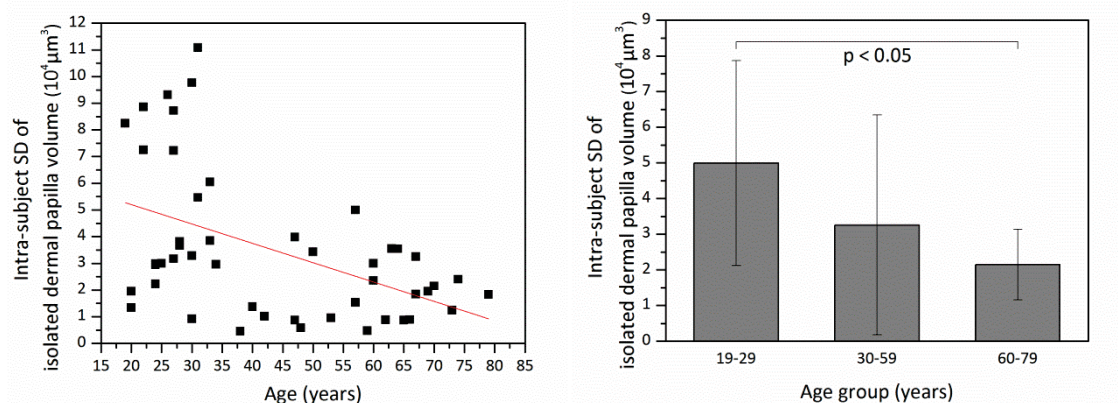 Intra-subject SD of
isolated dermal papilla volume (10⁴μm³)
12
11
10
9
8
7
6
5
4
3
2
1
0
15 20 25 30 35 40 45 50 55 60 65 70 75 80 85
Age (years)
Intra-subject SD of
isolated dermal papilla volume (10⁴μm³)
9
8
7
6
5
4
3
2
1
0
p < 0.05
19-29 30-59 60-79
Age group (years)